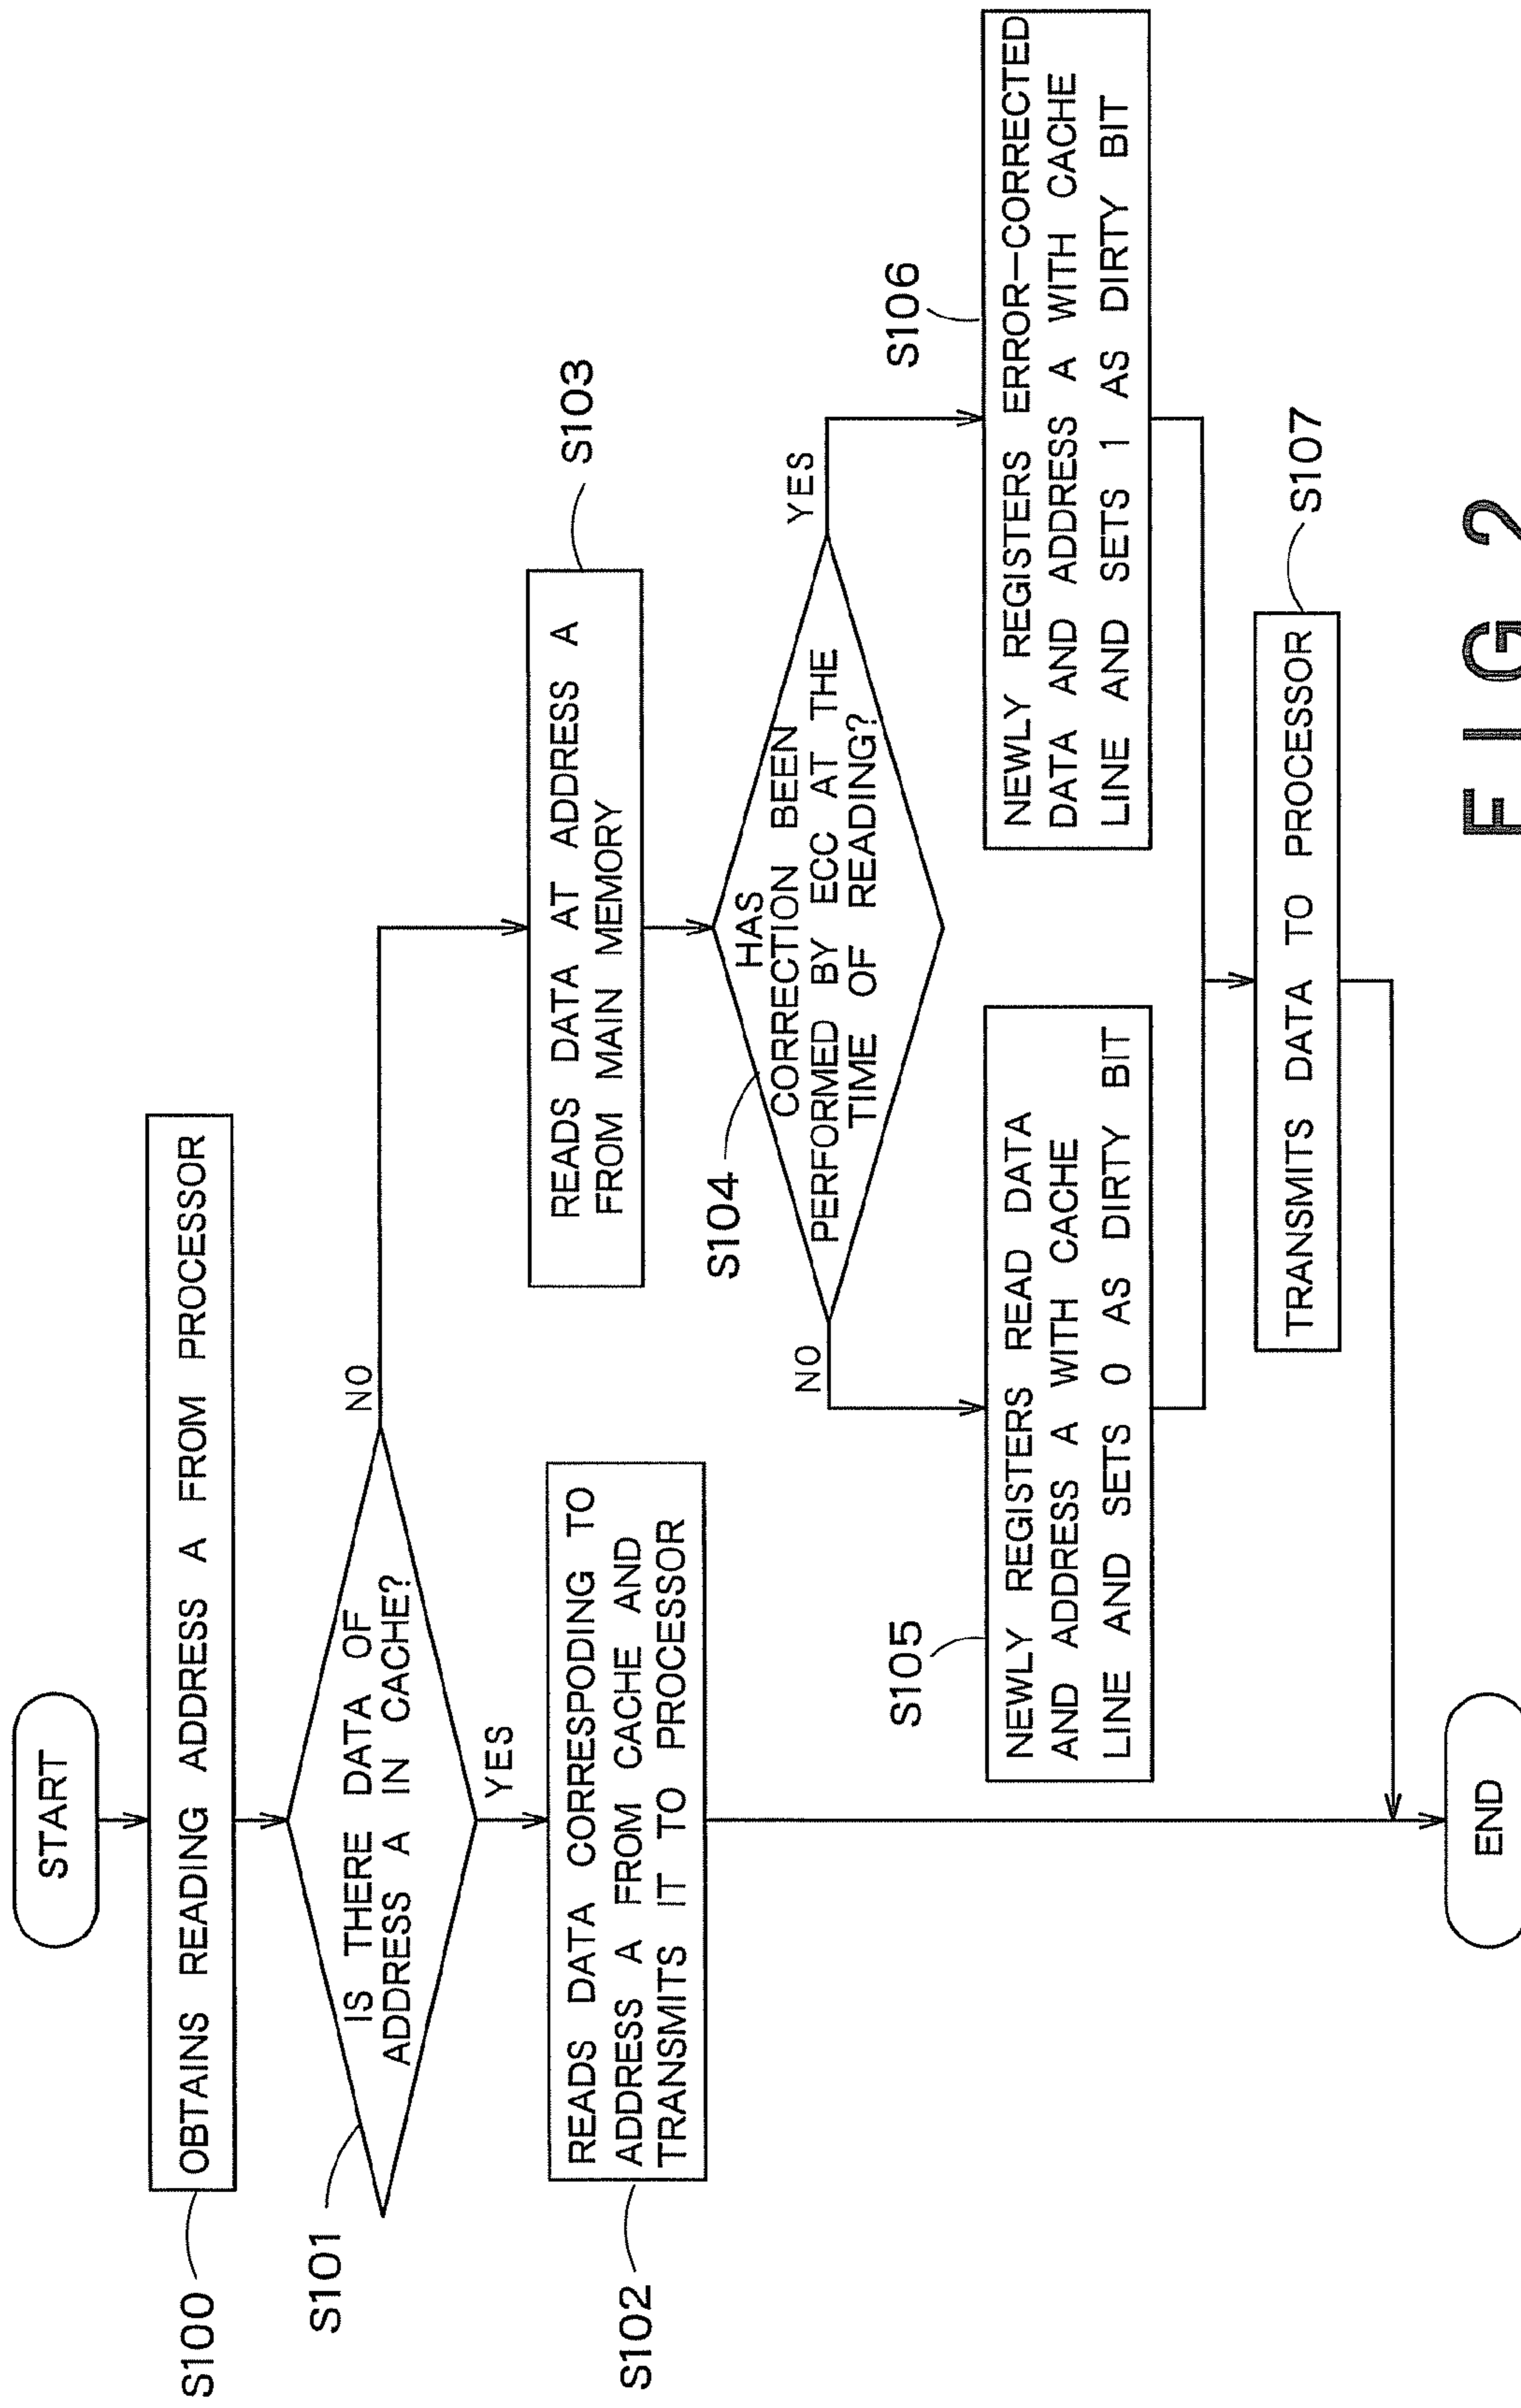 START
S100
OBTAINS READING ADDRESS A FROM PROCESSOR
S101
IS THERE DATA OF
ADDRESS A IN CACHE?
NO
YES
S102
READS DATA CORRESPODING TO
ADDRESS A FROM CACHE AND
TRANSMITS IT TO PROCESSOR
S103
READS DATA AT ADDRESS A
FROM MAIN MEMORY
S104
HAS
CORRECTION BEEN
PERFORMED BY ECC AT THE
TIME OF READING?
NO
YES
S105
NEWLY REGISTERS READ DATA
AND ADDRESS A WITH CACHE
LINE AND SETS 0 AS DIRTY BIT
S106
NEWLY REGISTERS ERROR-CORRECTED
DATA AND ADDRESS A WITH CACHE
LINE AND SETS 1 AS DIRTY BIT
S107
TRANSMITS DATA TO PROCESSOR
END
FIG 2